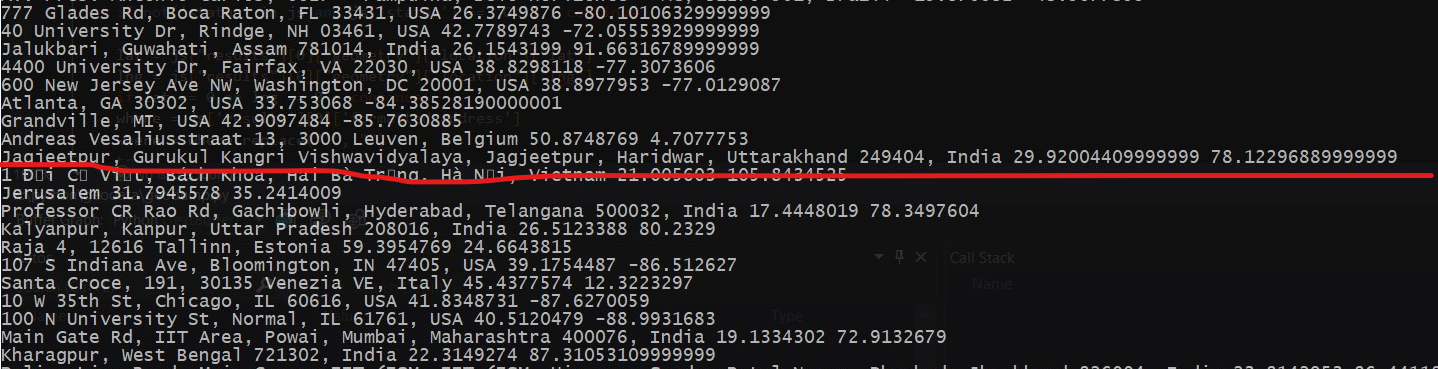 777 Glades Rd, Boca Raton, FL 33431, USA 26.3749876 -80.10106329999999
40 University Dr, Rindge, NH 03461, USA 42.7789743 -72.05553929999999
Jalukbari, Guwahati, Assam 781014, India 26.1543199 91.66316789999999
4400 University Dr, Fairfax, VA 22030, USA 38.8298118 -77.3073606
600 New Jersey Ave NW, Washington, DC 20001, USA 38.8977953 -77.0129087
Atlanta, GA 30302, USA 33.753068 -84.38528190000001
Grandville, MI, USA 42.9097484 -85.7630885
Andreas Vesaliusstraat 13, 3000 Leuven, Belgium 50.8748769 4.7077753
Jagjeetpur, Gurukul Kangri Vishwavidyalaya, Jagjeetpur, Haridwar, Uttarakhand 249404, India 29.92004409999999 78.12296889999999
1 Đ▯i C▯ Vi▯t, Bách Khoa, Hai Bà Tr▯ng, Hà N▯i, Vietnam 21.005603 105.8434525
Jerusalem 31.7945578 35.2414009
Professor CR Rao Rd, Gachibowli, Hyderabad, Telangana 500032, India 17.4448019 78.3497604
Kalyanpur, Kanpur, Uttar Pradesh 208016, India 26.5123388 80.2329
Raja 4, 12616 Tallinn, Estonia 59.3954769 24.6643815
107 S Indiana Ave, Bloomington, IN 47405, USA 39.1754487 -86.512627
Call Stack
Santa Croce, 191, 30135 Venezia VE, Italy 45.4377574 12.3223297
Name
10 W 35th St, Chicago, IL 60616, USA 41.8348731 -87.6270059
100 N University St, Normal, IL 61761, USA 40.5120479 -88.9931683
Type
Main Gate Rd, IIT Area, Powai, Mumbai, Maharashtra 400076, India 19.1334302 72.9132679
Kharagpur, West Bengal 721302, India 22.3149274 87.31053109999999